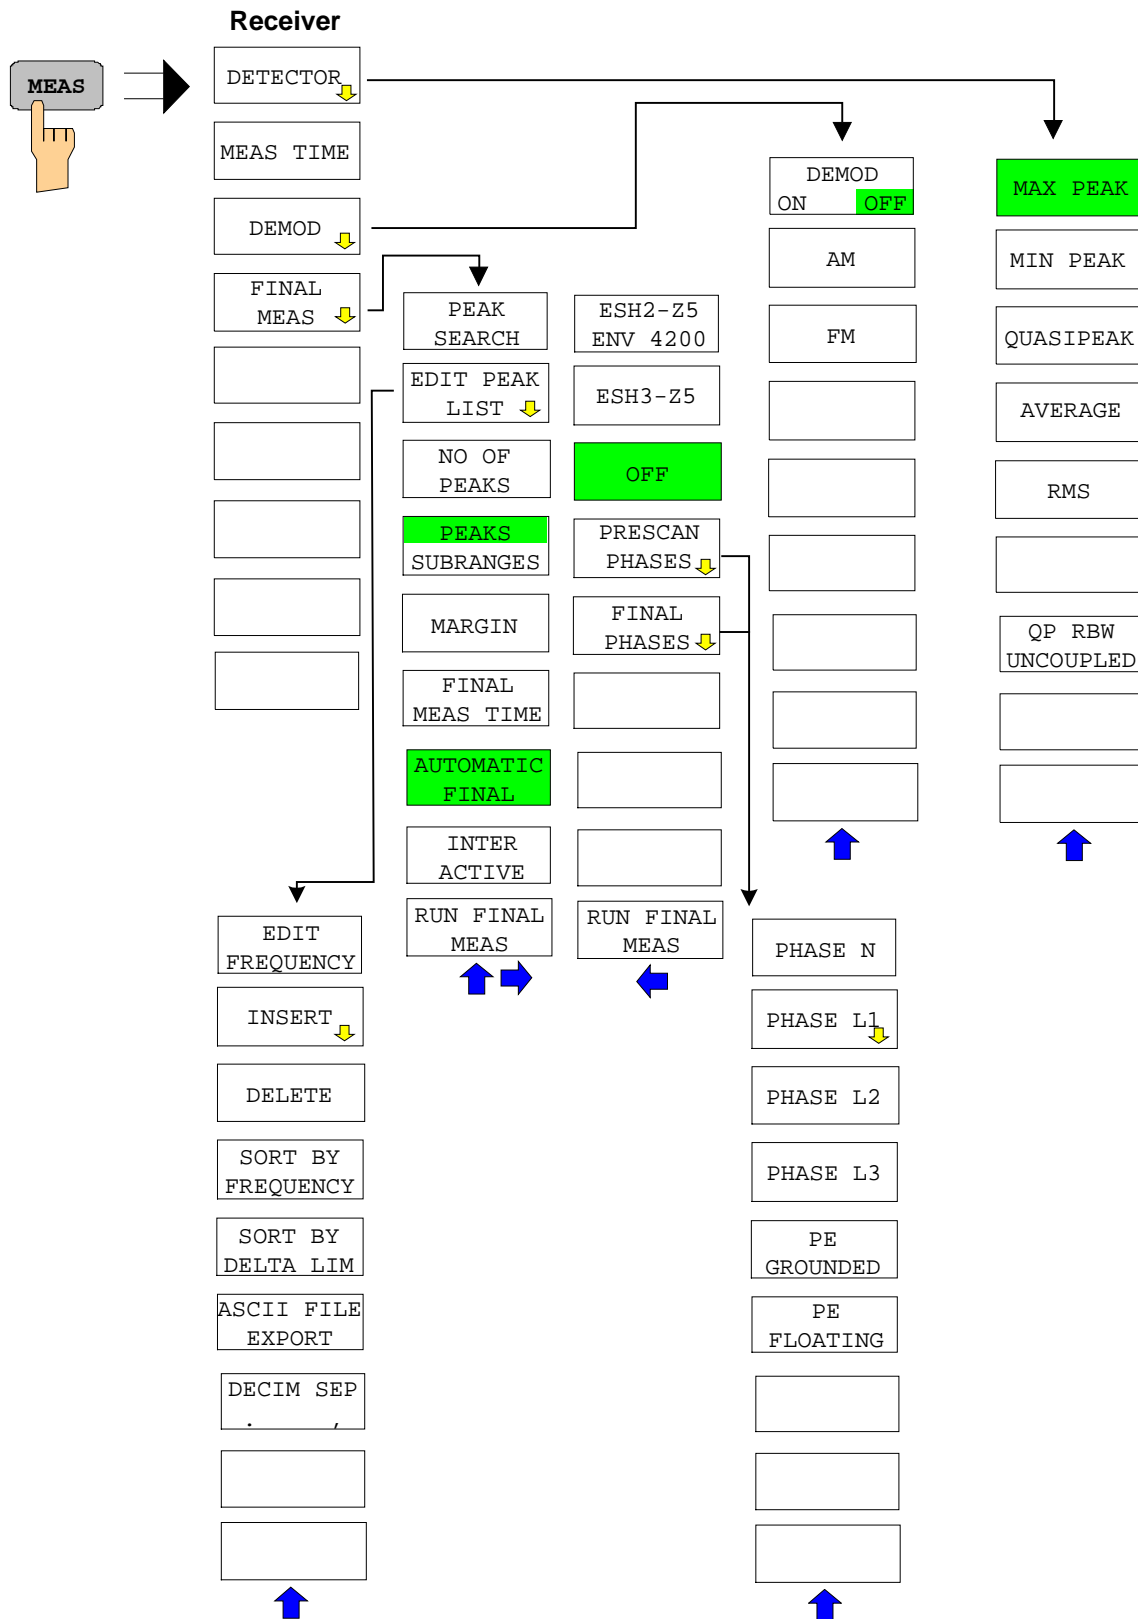 Receiver
MEAS
DETECTOR
MEAS TIME
DEMOD
FINAL
MEAS
PEAK
SEARCH
EDIT PEAK
LIST
NO OF
PEAKS
PEAKS
SUBRANGES
MARGIN
FINAL
MEAS TIME
AUTOMATIC
FINAL
INTER
ACTIVE
RUN FINAL
MEAS
ESH2-Z5
ENV 4200
ESH3-Z5
OFF
PRESCAN
PHASES
FINAL
PHASES
RUN FINAL
MEAS
DEMOD
ON OFF
AM
FM
MAX PEAK
MIN PEAK
QUASIPEAK
AVERAGE
RMS
QP RBW
UNCOUPLED
EDIT
FREQUENCY
INSERT
DELETE
SORT BY
FREQUENCY
SORT BY
DELTA LIM
ASCII FILE
EXPORT
DECIM SEP
. ,
PHASE N
PHASE L1
PHASE L2
PHASE L3
PE
GROUNDED
PE
FLOATING